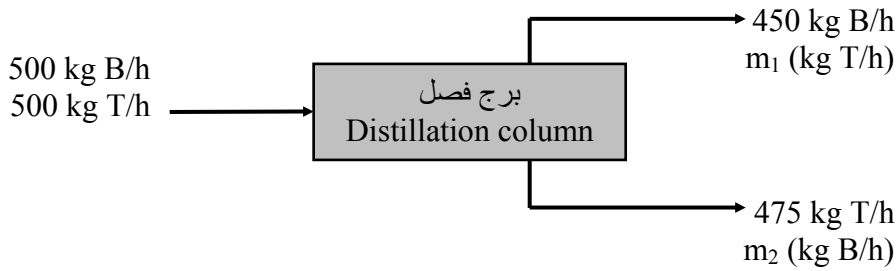 500 kg B/h
500 kg T/h
برج فصل
Distillation column
450 kg B/h
m₁ (kg T/h)
475 kg T/h
m₂ (kg B/h)